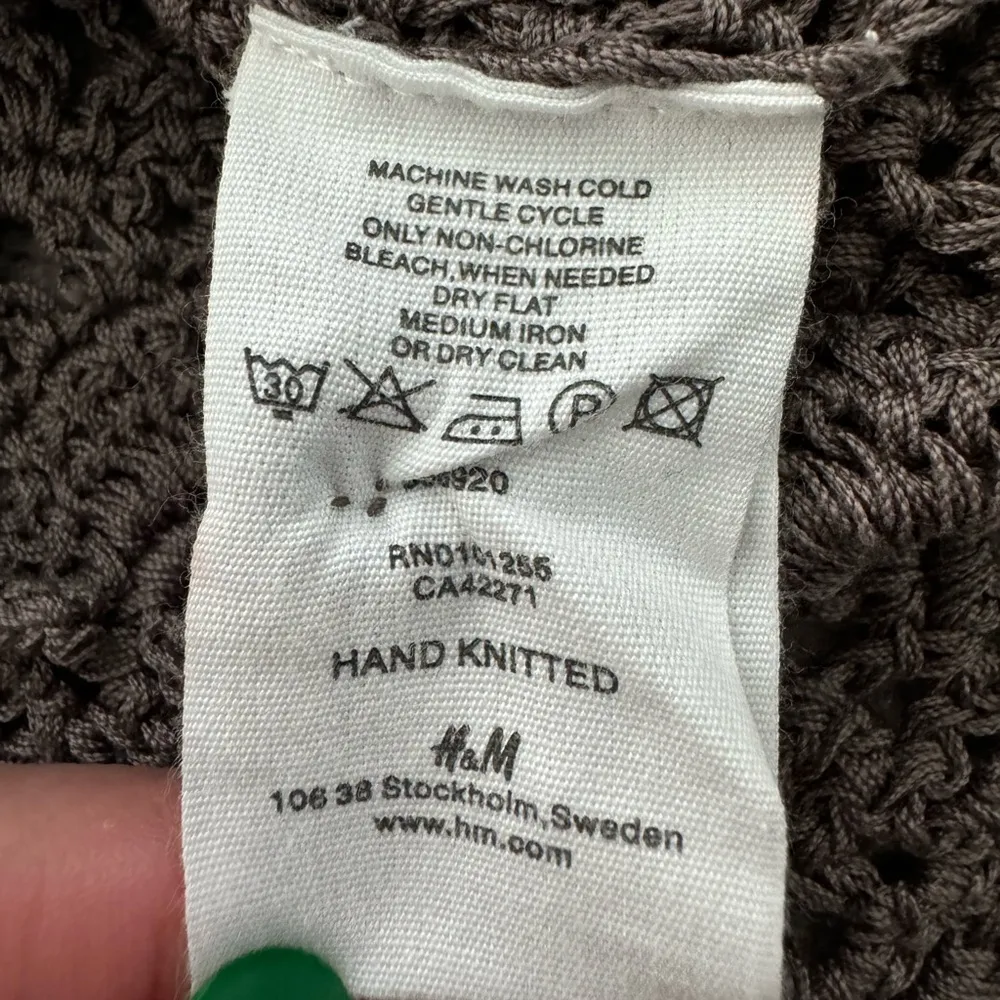 MACHINE WASH COLD
GENTLE CYCLE
ONLY NON-CHLORINE
BLEACH,WHEN NEEDED
DRY FLAT
MEDIUM IRON
OR DRY CLEAN
30 P
CA42271
HAND KNITTED
H&M
106 38 Stockholm,Sweden
www.hm.com